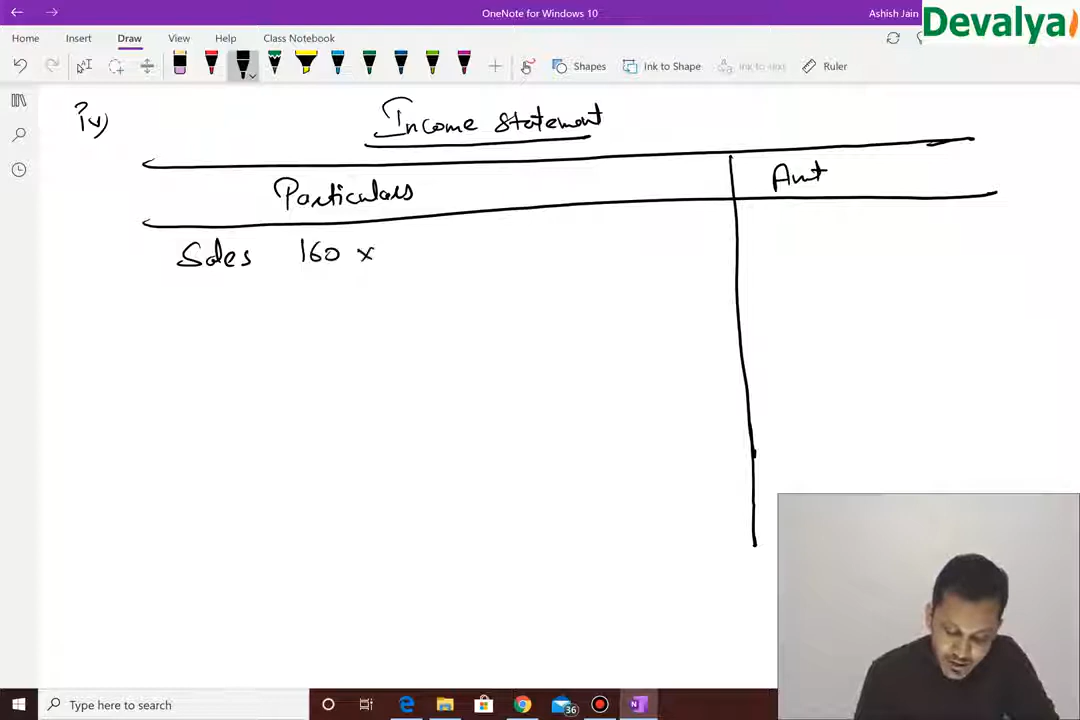 OneNote for Windows 10
Ashish Jain
Devalya
Home Insert Draw View Help Class Notebook
Shapes Ink to Shape Ink to Text Ruler
iv) Income Statement
Particulars Amt
Sales 160 x
Type here to search
36